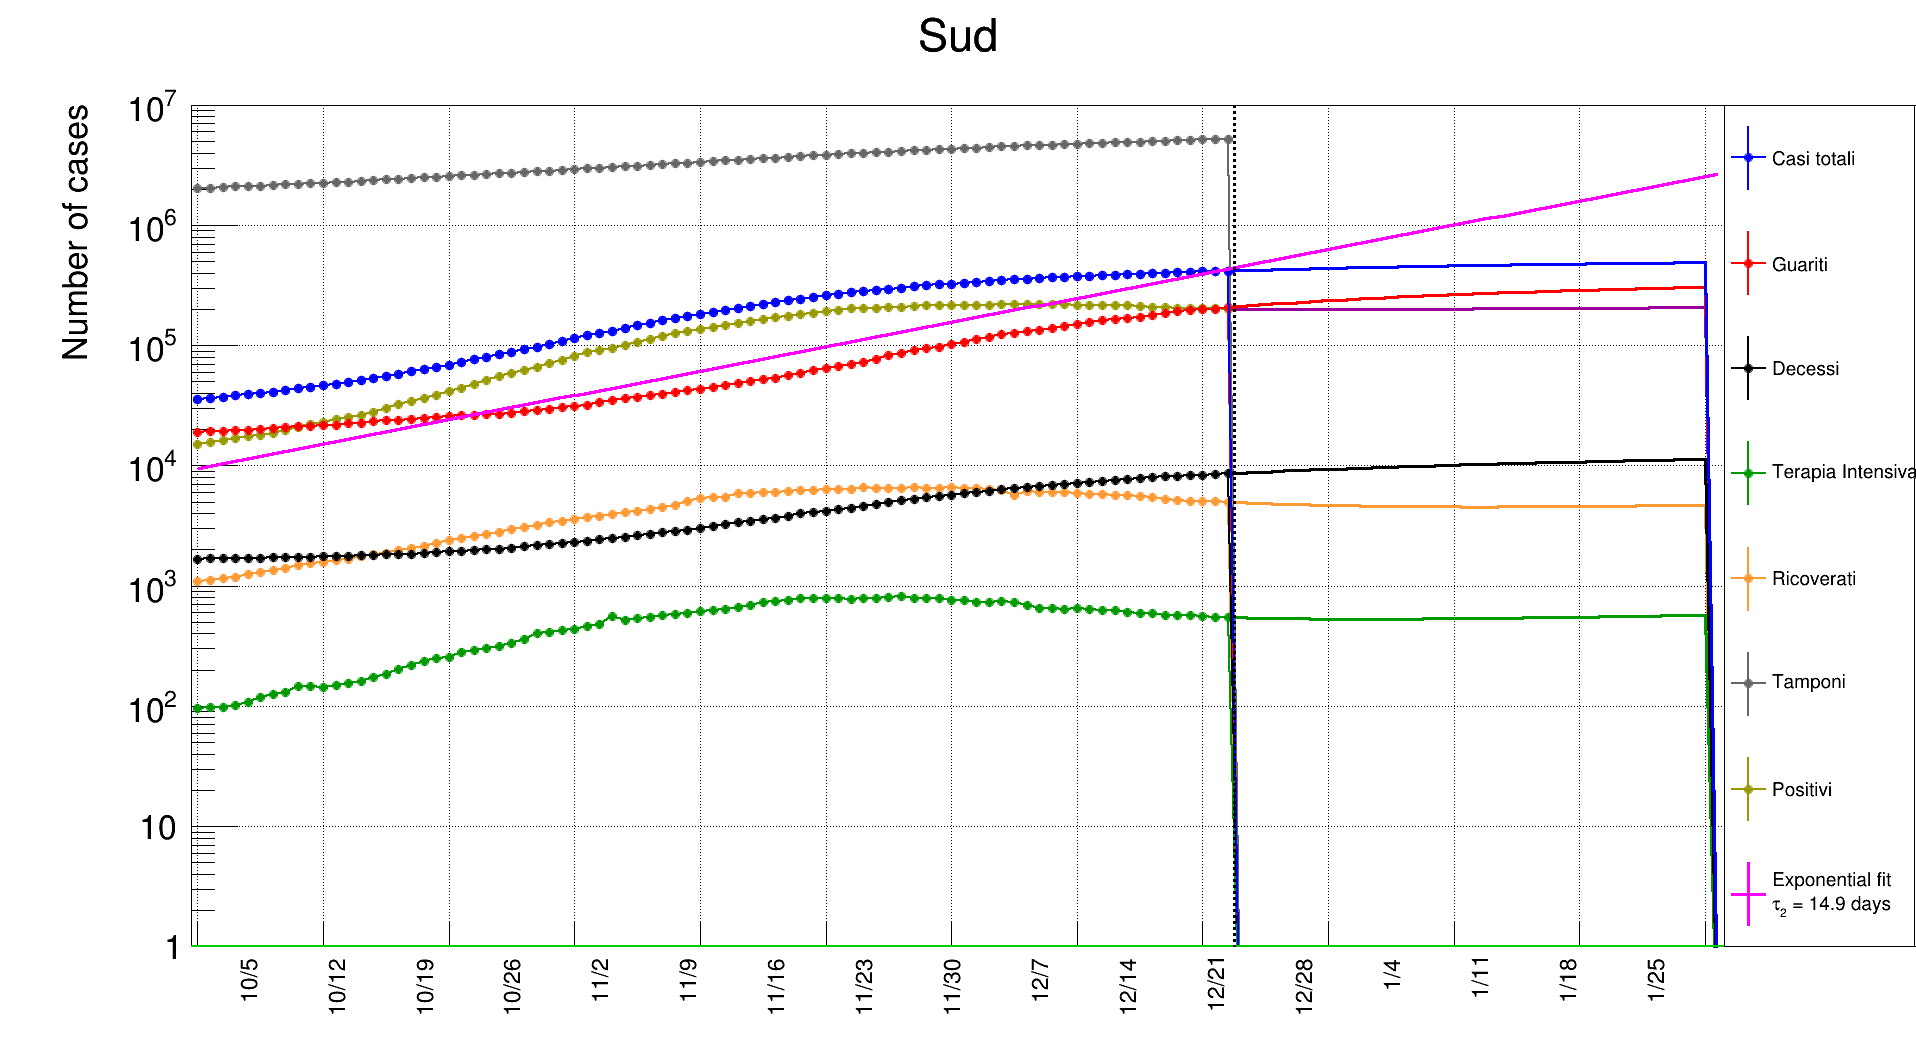 Sud
Number of cases
10^7
10^6
10^5
10^4
10^3
10^2
10
1
10/5
10/12
10/19
10/26
11/2
11/9
11/16
11/23
11/30
12/7
12/14
12/21
12/28
1/4
1/11
1/18
1/25
Casi totali
Guariti
Decessi
Terapia Intensiva
Ricoverati
Tamponi
Positivi
Exponential fit
τ_2 = 14.9 days